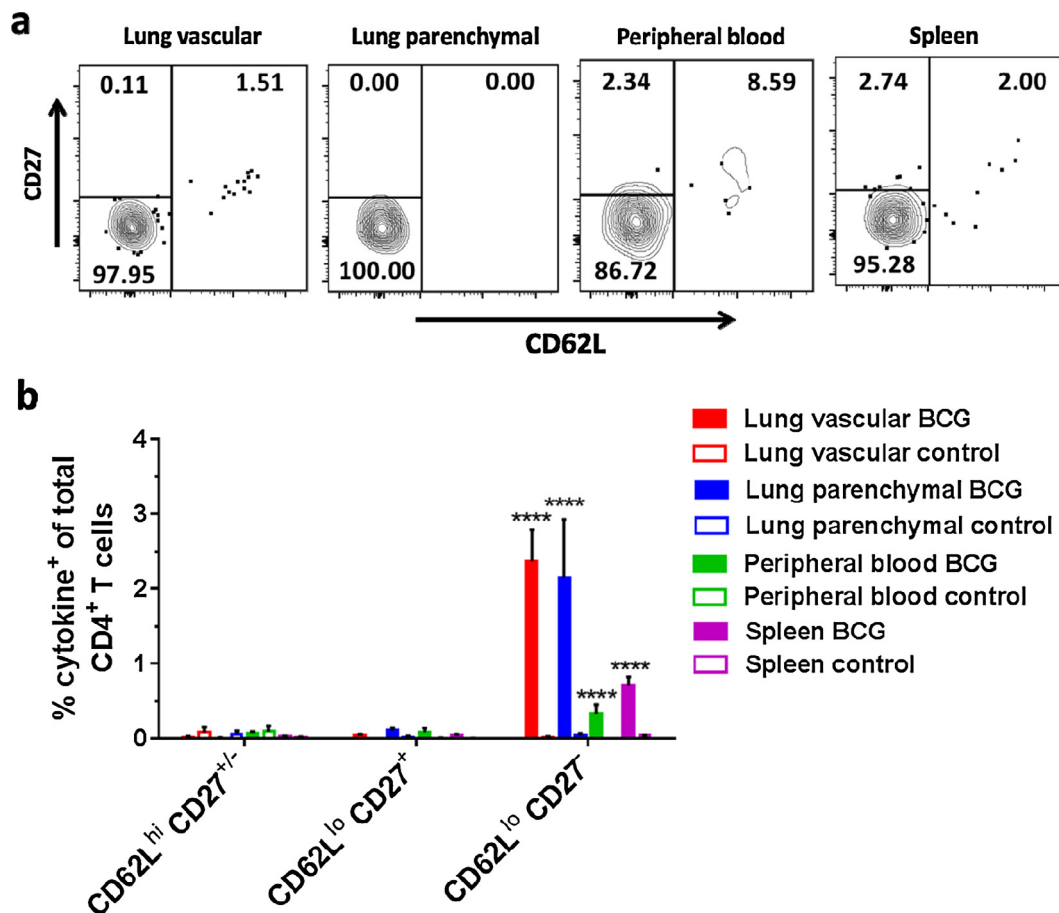 a
Lung vascular
Lung parenchymal
Peripheral blood
Spleen
CD27
0.11 1.51
97.95
0.00 0.00
100.00
2.34 8.59
86.72
2.74 2.00
95.28
CD62L
b
% cytokine⁺ of total
CD4⁺ T cells
4
3
2
1
0
****
****
****
****
CD62Lʰⁱ CD27⁺/⁻
CD62Lˡᵒ CD27⁺
CD62Lˡᵒ CD27⁻
Lung vascular BCG
Lung vascular control
Lung parenchymal BCG
Lung parenchymal control
Peripheral blood BCG
Peripheral blood control
Spleen BCG
Spleen control